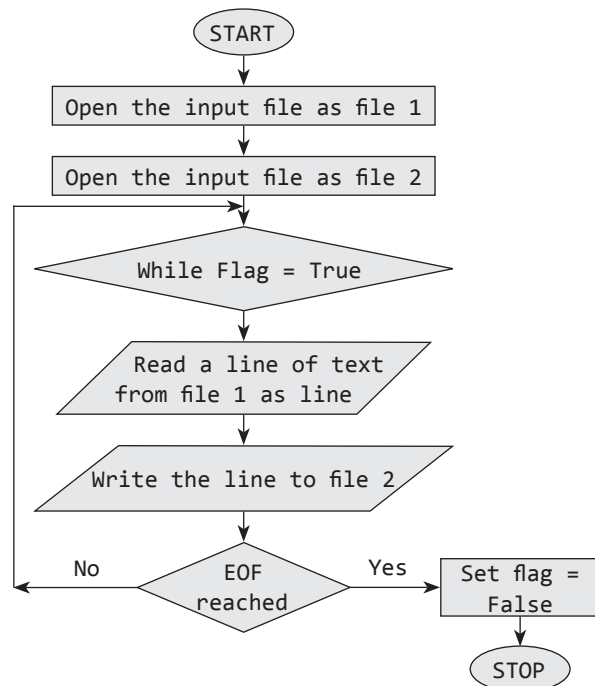 START
Open the input file as file 1
Open the input file as file 2
While Flag = True
Read a line of text
from file 1 as line
Write the line to file 2
No
EOF
reached
Yes
Set flag =
False
STOP